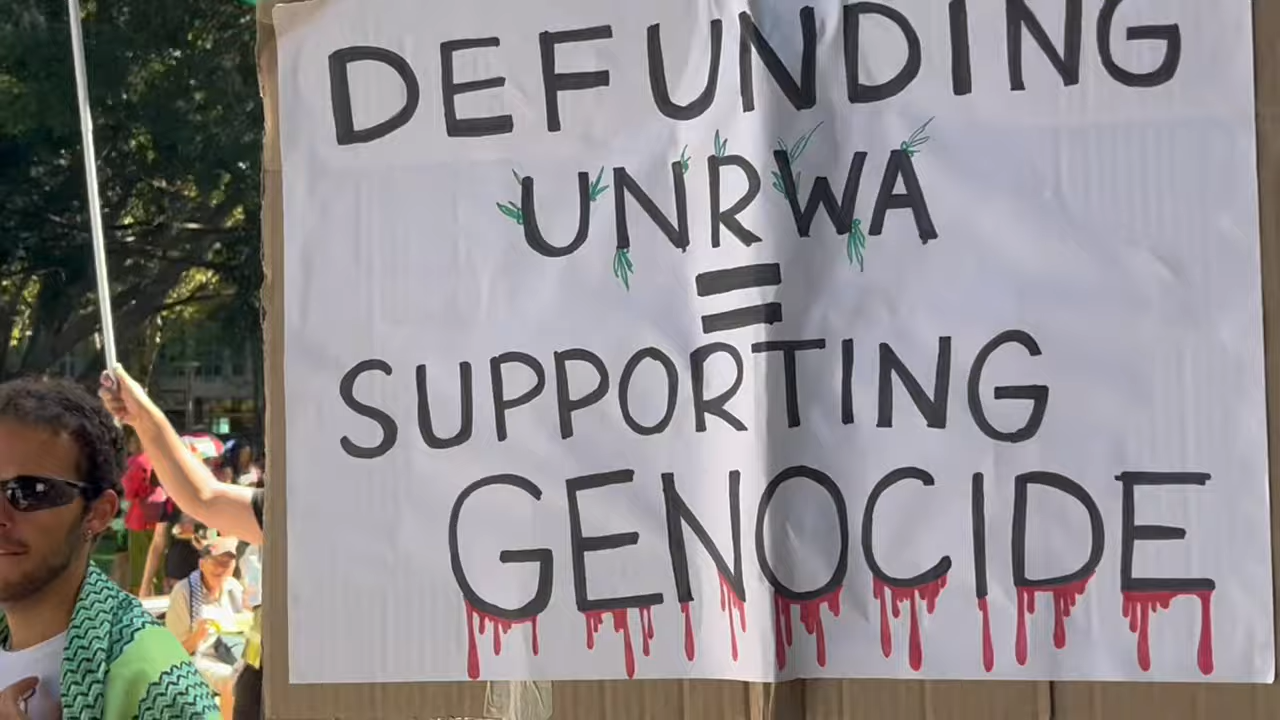 DEFUNDING
UNRWA
=
SUPPORTING
GENOCIDE